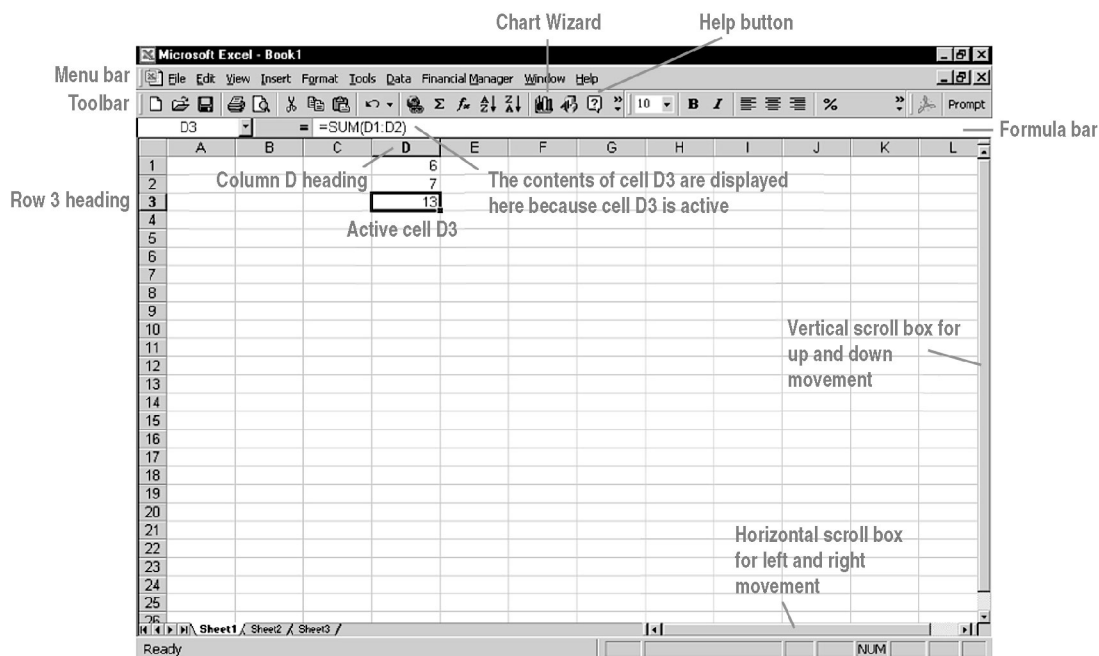 Chart Wizard
Help button
Microsoft Excel - Book1
Menu bar
File Edit View Insert Format Tools Data Financial Manager Window Help
Toolbar
10
B I
%
Prompt
D3
= =SUM(D1:D2)
Formula bar
A B C D E F G H I J K L
1 6
Column D heading
2 7
The contents of cell D3 are displayed
here because cell D3 is active
Row 3 heading
3 13
Active cell D3
4
5
6
7
8
9
10
Vertical scroll box for
up and down
movement
11
12
13
14
15
16
17
18
19
20
21
Horizontal scroll box
for left and right
movement
22
23
24
25
26
Sheet1 Sheet2 Sheet3
Ready
NUM